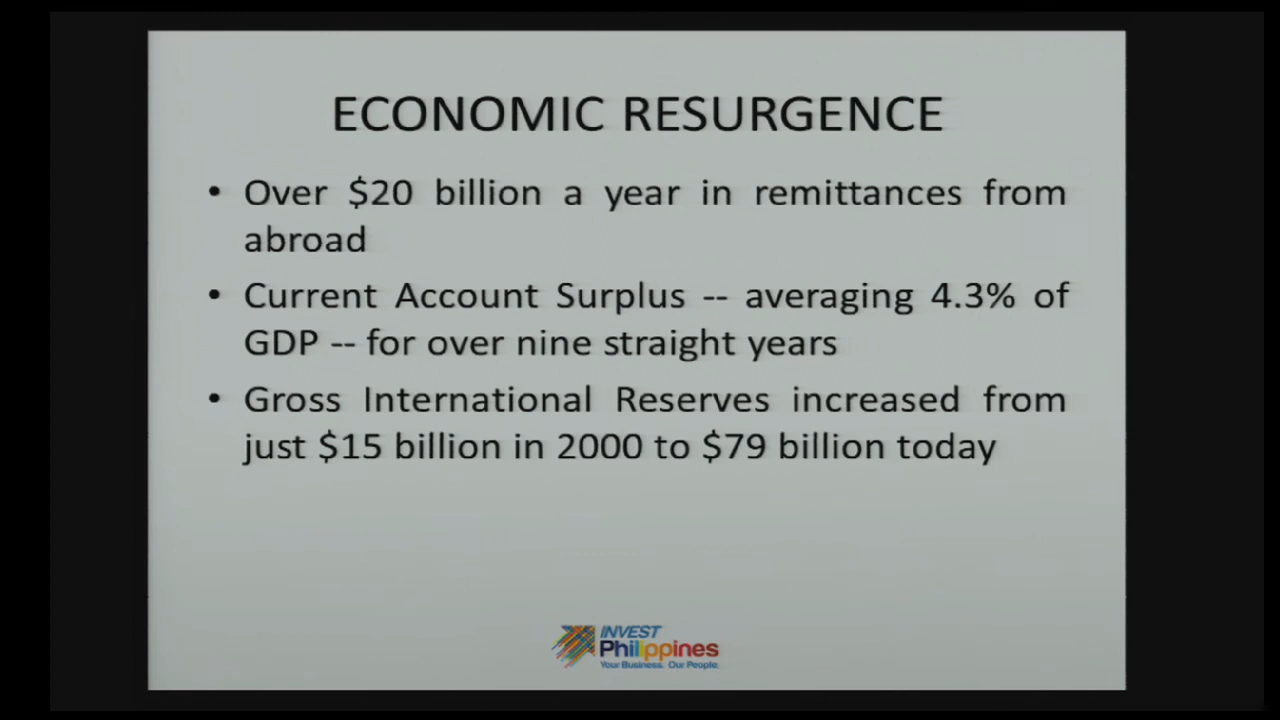 ECONOMIC RESURGENCE
• Over $20 billion a year in remittances from
abroad
• Current Account Surplus -- averaging 4.3% of
GDP -- for over nine straight years
• Gross International Reserves increased from
just $15 billion in 2000 to $79 billion today
INVEST
Philippines
Your Business. Our People.